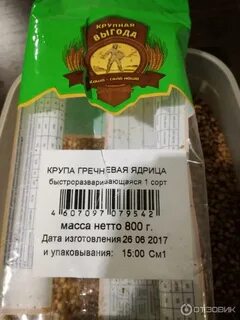 КРУПНАЯ
ВЫГОДА
КРУПА ГРЕЧНЕВАЯ ЯДРИЦА
быстроразваривающаяся 1 сорт
4 607097 079542
масса нетто 800 г.
Дата изготовления 26 06 2017
и упаковывания: 15:00 См1
ОТЗОВИК